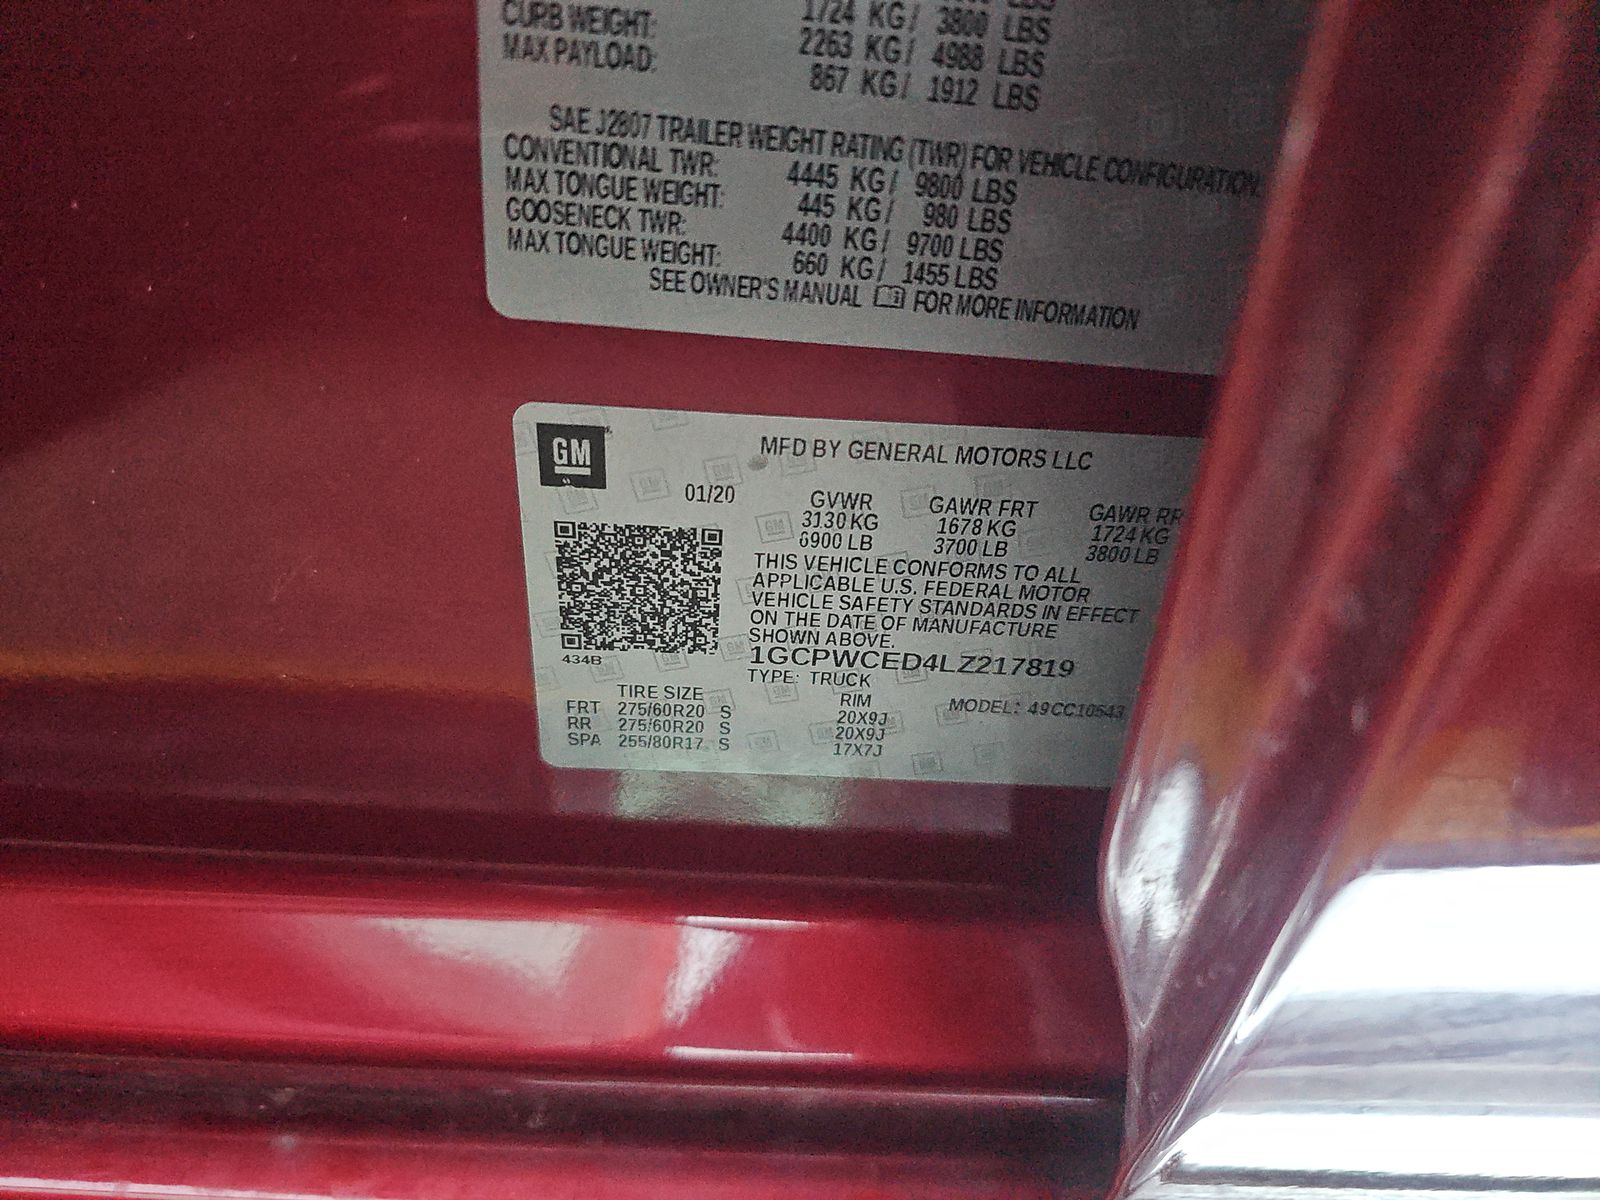 CURB WEIGHT: 1724 KG/ 3800 LBS
MAX PAYLOAD: 2263 KG/ 4988 LBS
867 KG/ 1912 LBS
SAE J2807 TRAILER WEIGHT RATING (TWR) FOR VEHICLE CONFIGURATION:
CONVENTIONAL TWR: 4445 KG/ 9800 LBS
MAX TONGUE WEIGHT: 445 KG/ 980 LBS
GOOSENECK TWR: 4400 KG/ 9700 LBS
MAX TONGUE WEIGHT: 660 KG/ 1455 LBS
SEE OWNER'S MANUAL FOR MORE INFORMATION
GM
MFD BY GENERAL MOTORS LLC
01/20
GVWR GAWR FRT GAWR RR
3130 KG 1678 KG 1724 KG
6900 LB 3700 LB 3800 LB
THIS VEHICLE CONFORMS TO ALL
APPLICABLE U.S. FEDERAL MOTOR
VEHICLE SAFETY STANDARDS IN EFFECT
ON THE DATE OF MANUFACTURE
SHOWN ABOVE.
434B
1GCPWCED4LZ217819
TYPE: TRUCK
MODEL: 49CC10543
TIRE SIZE RIM
FRT 275/60R20 S 20X9J
RR 275/60R20 S 20X9J
SPA 255/80R17 S 17X7J